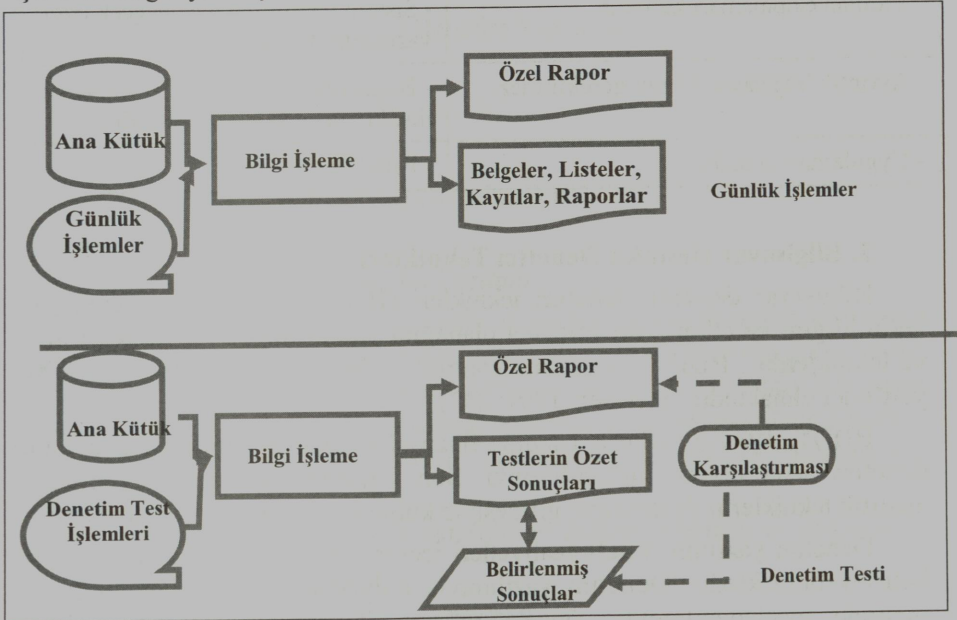 Özel Rapor
Ana Kütük
Bilgi İşleme
Belgeler, Listeler,
Kayıtlar, Raporlar
Günlük İşlemler
Günlük
İşlemler
Özel Rapor
Ana Kütük
Bilgi İşleme
Testlerin Özet
Sonuçları
Denetim
Karşılaştırması
Denetim Test
İşlemleri
Belirlenmiş
Sonuçlar
Denetim Testi